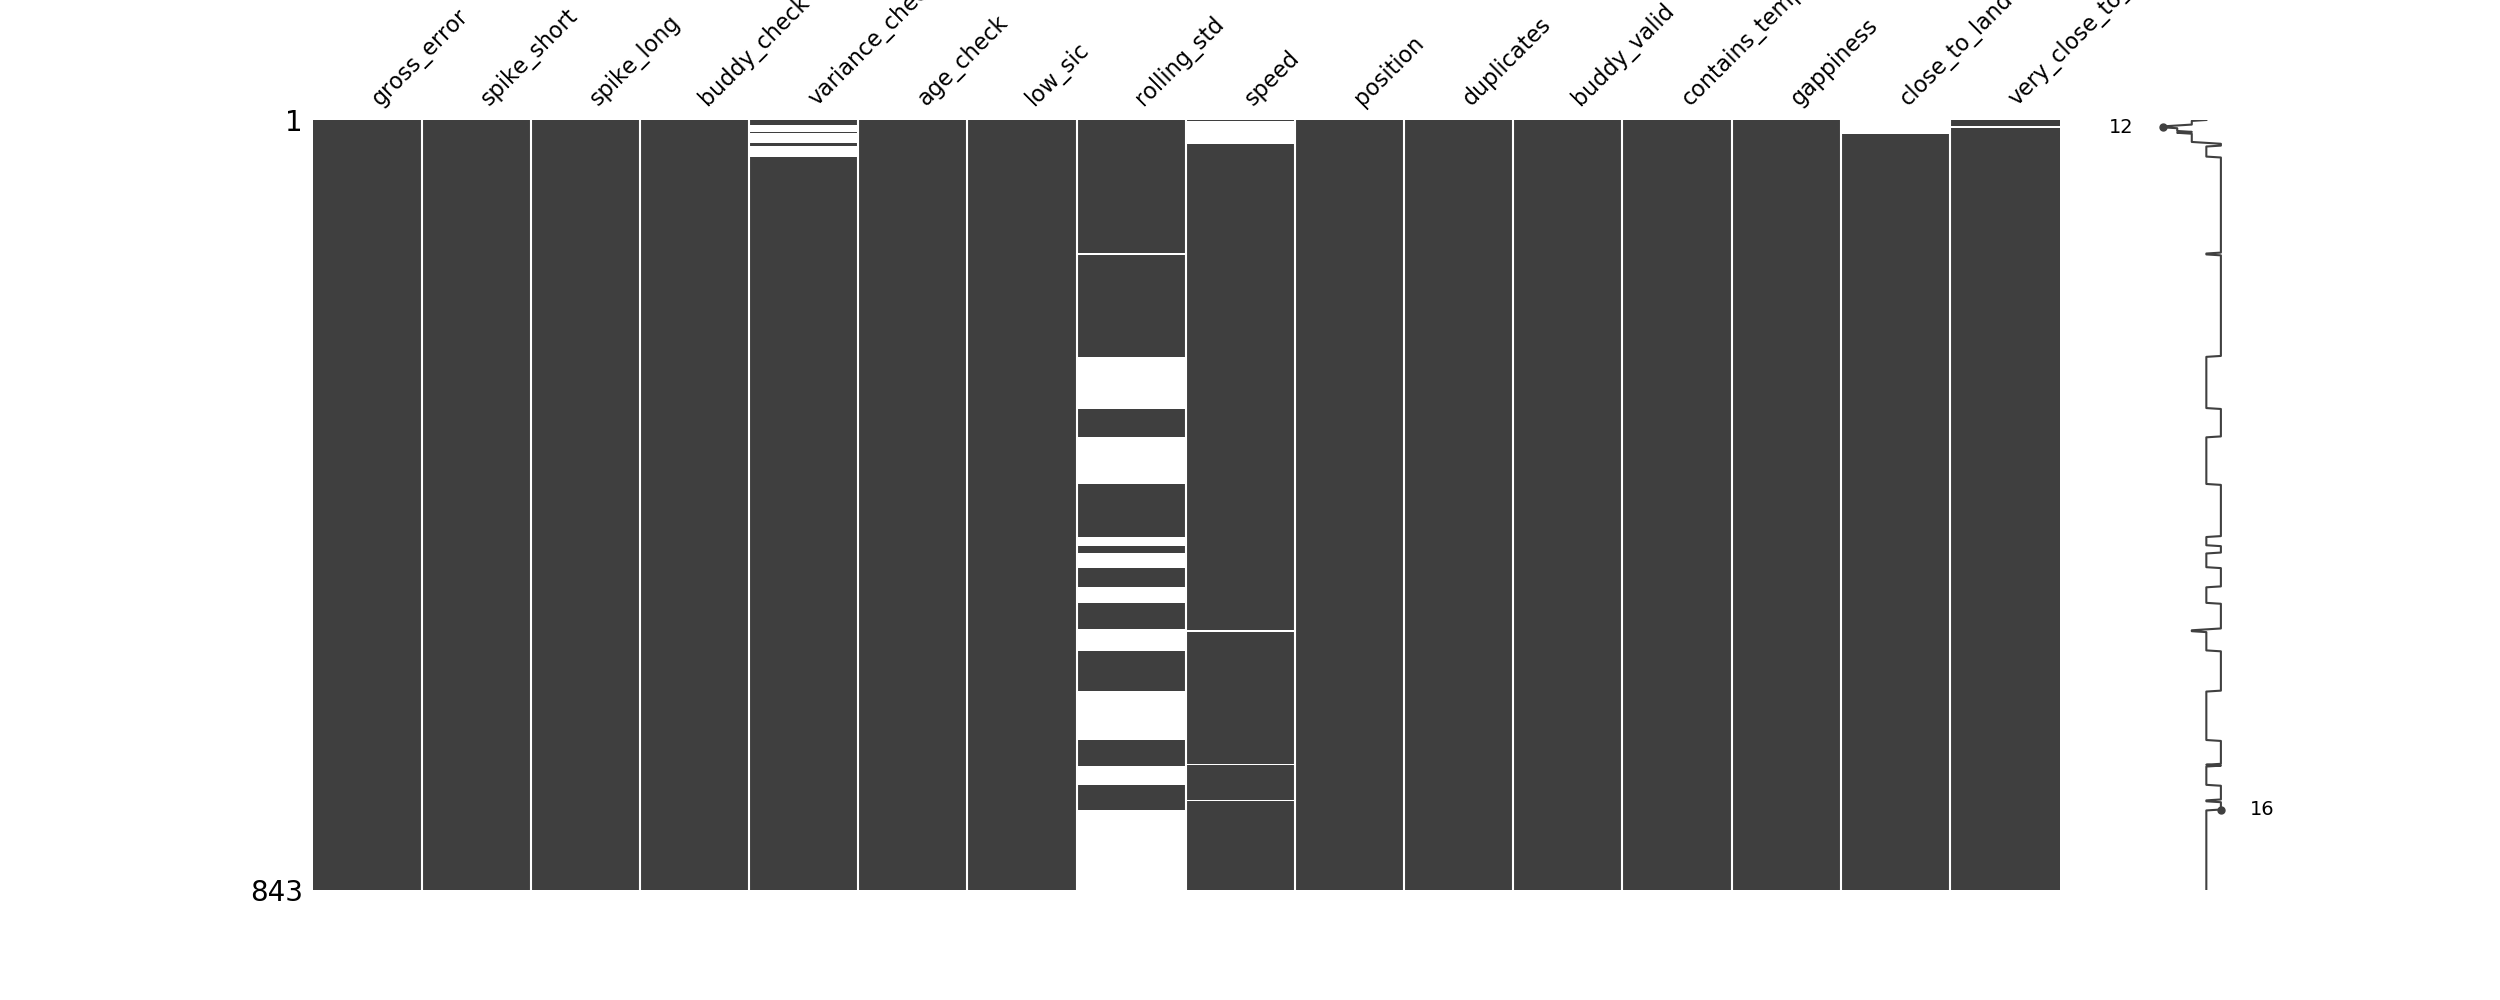 gross_error
spike_short
spike_long
buddy_check
variance_che
age_check
low_sic
rolling_std
speed
position
duplicates
buddy_valid
contains_temp
gappiness
close_to_land
very_close_to_
1
12
16
843